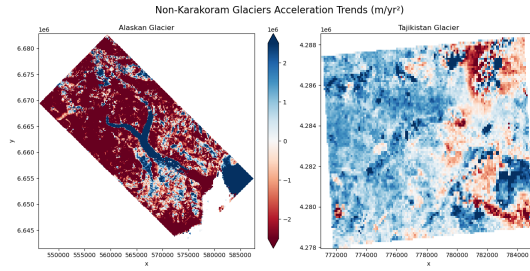 Non-Karakoram Glaciers Acceleration Trends (m/yr²)
Alaskan Glacier
Tajikistan Glacier
1e6
1e6
1e6
6.680
6.675
6.670
6.665
6.660
6.655
6.650
6.645
y
550000 555000 560000 565000 570000 575000 580000 585000
x
2
1
0
−1
−2
4.288
4.286
4.284
4.282
4.280
4.278
772000 774000 776000 778000 780000 782000 784000
x